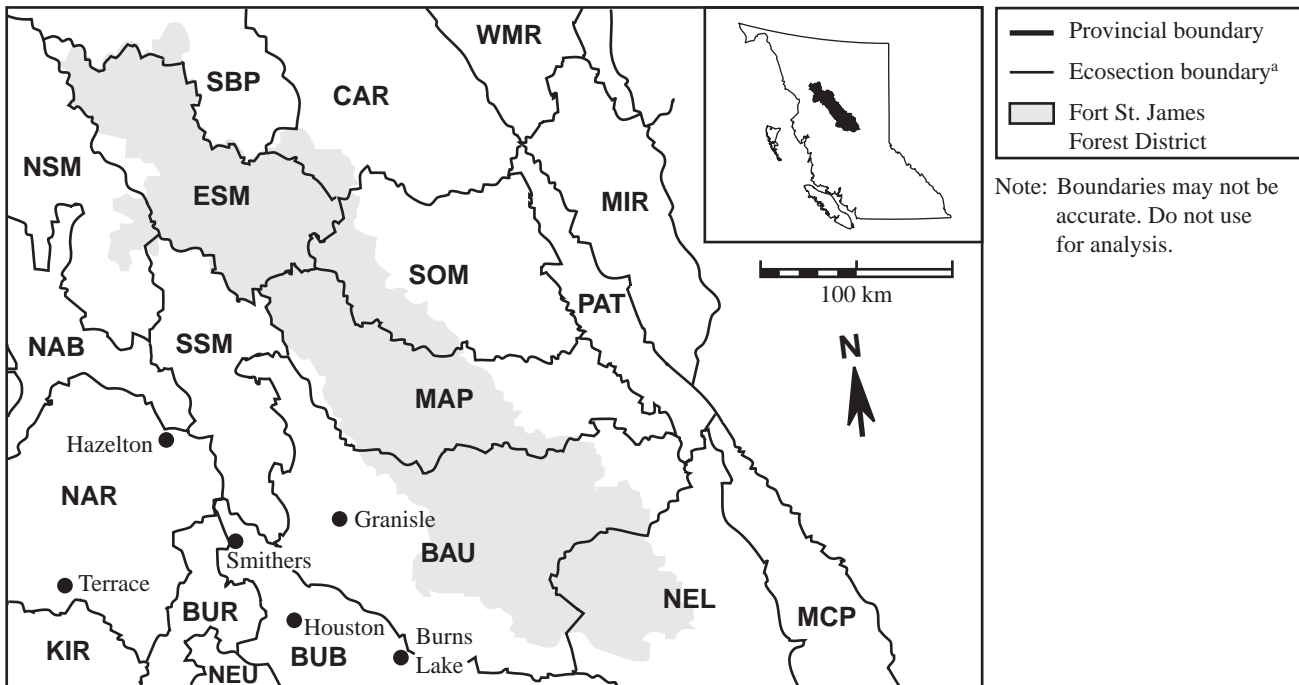 WMR
SBP
CAR
NSM
ESM
MIR
SOM
PAT
NAB
SSM
MAP
Hazelton
NAR
Granisle
Smithers
BAU
Terrace
BUR
NEL
Houston
MCP
KIR
NEU
BUB
Burns
Lake
100 km
N
Provincial boundary
Ecosection boundaryᵃ
Fort St. James
Forest District
Note: Boundaries may not be
accurate. Do not use
for analysis.